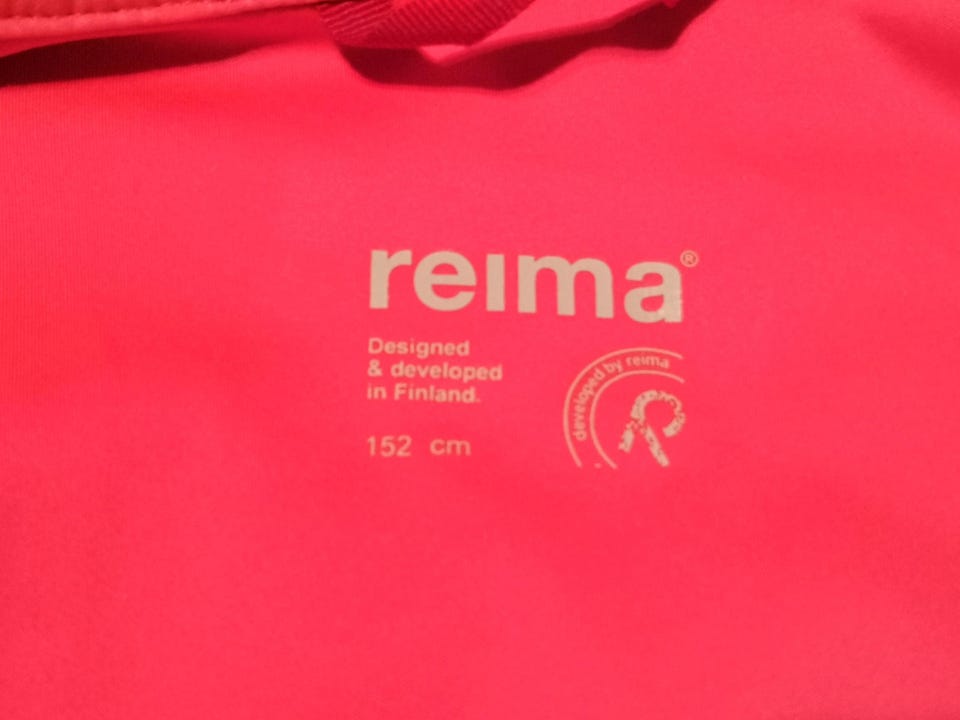 reima®
Designed
& developed
in Finland.
152 cm
developed by reima
R